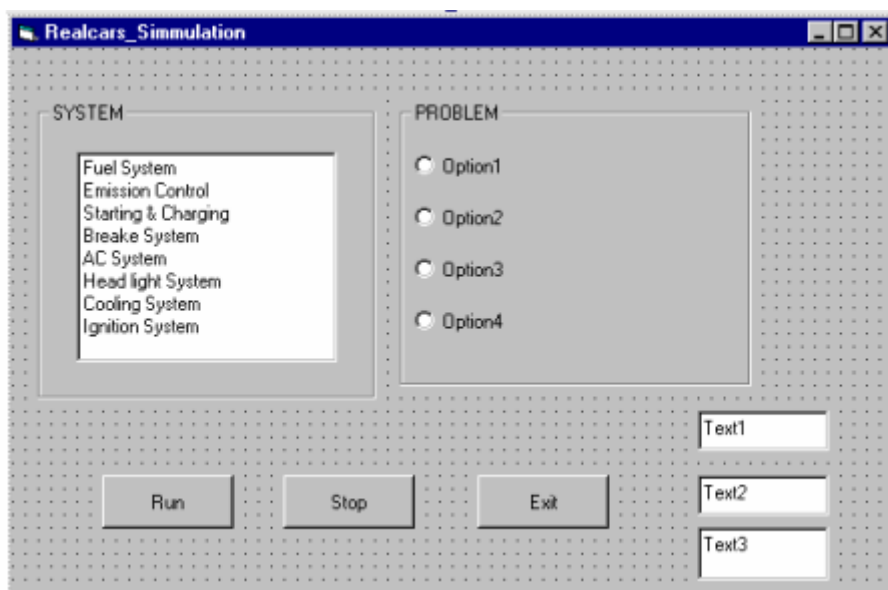 Realcars_Simmulation
SYSTEM
Fuel System
Emission Control
Starting & Charging
Breake System
AC System
Head light System
Cooling System
Ignition System
PROBLEM
Option1
Option2
Option3
Option4
Text1
Run Stop Exit Text2
Text3